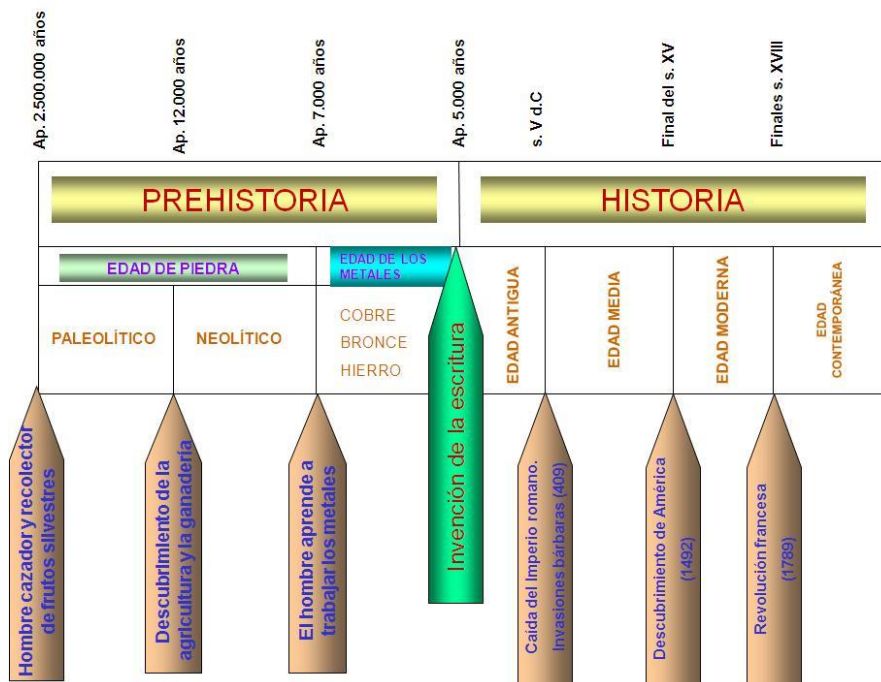 Ap. 2.500.000 años
Ap. 12.000 años
Ap. 7.000 años
Ap. 5.000 años
s. V d.C
Final del s. XV
Finales s. XVIII
PREHISTORIA
HISTORIA
EDAD DE PIEDRA
EDAD DE LOS
METALES
PALEOLÍTICO
NEOLÍTICO
COBRE
BRONCE
HIERRO
EDAD ANTIGUA
EDAD MEDIA
EDAD MODERNA
EDAD
CONTEMPORÁNEA
Hombre cazador y recolector
de frutos silvestres
Descubrimiento de la
agricultura y la ganadería
El hombre aprende a
trabajar los metales
Invención de la escritura
Caída del Imperio romano.
Invasiones bárbaras (409)
Descubrimiento de América
(1492)
Revolución francesa
(1789)